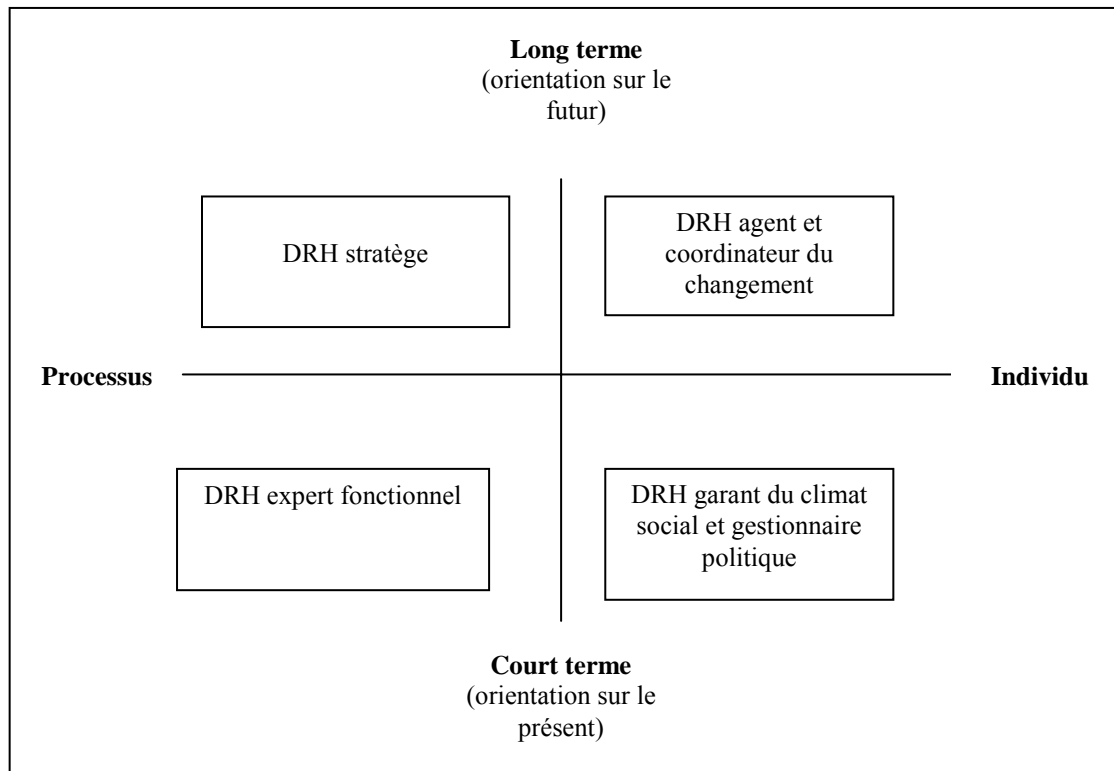 Long terme
(orientation sur le
futur)
DRH stratège
DRH agent et
coordinateur du
changement
Processus
Individu
DRH expert fonctionnel
DRH garant du climat
social et gestionnaire
politique
Court terme
(orientation sur le
présent)